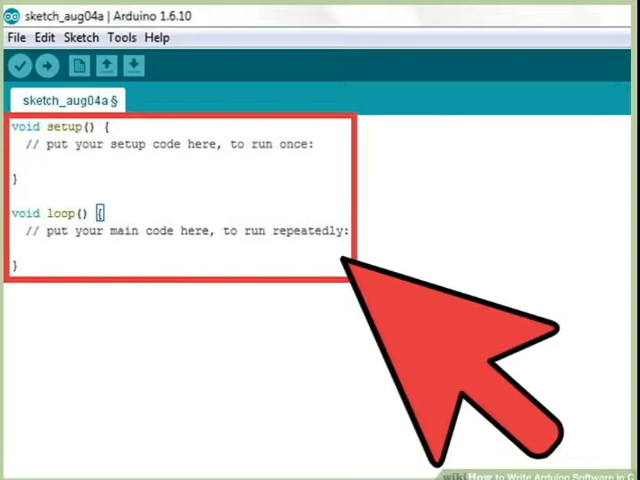 sketch_aug04a | Arduino 1.6.10
File Edit Sketch Tools Help
sketch_aug04a §
void setup() {
// put your setup code here, to run once:
}
void loop() {
// put your main code here, to run repeatedly:
}
wikiHow to Write Arduino Software in C